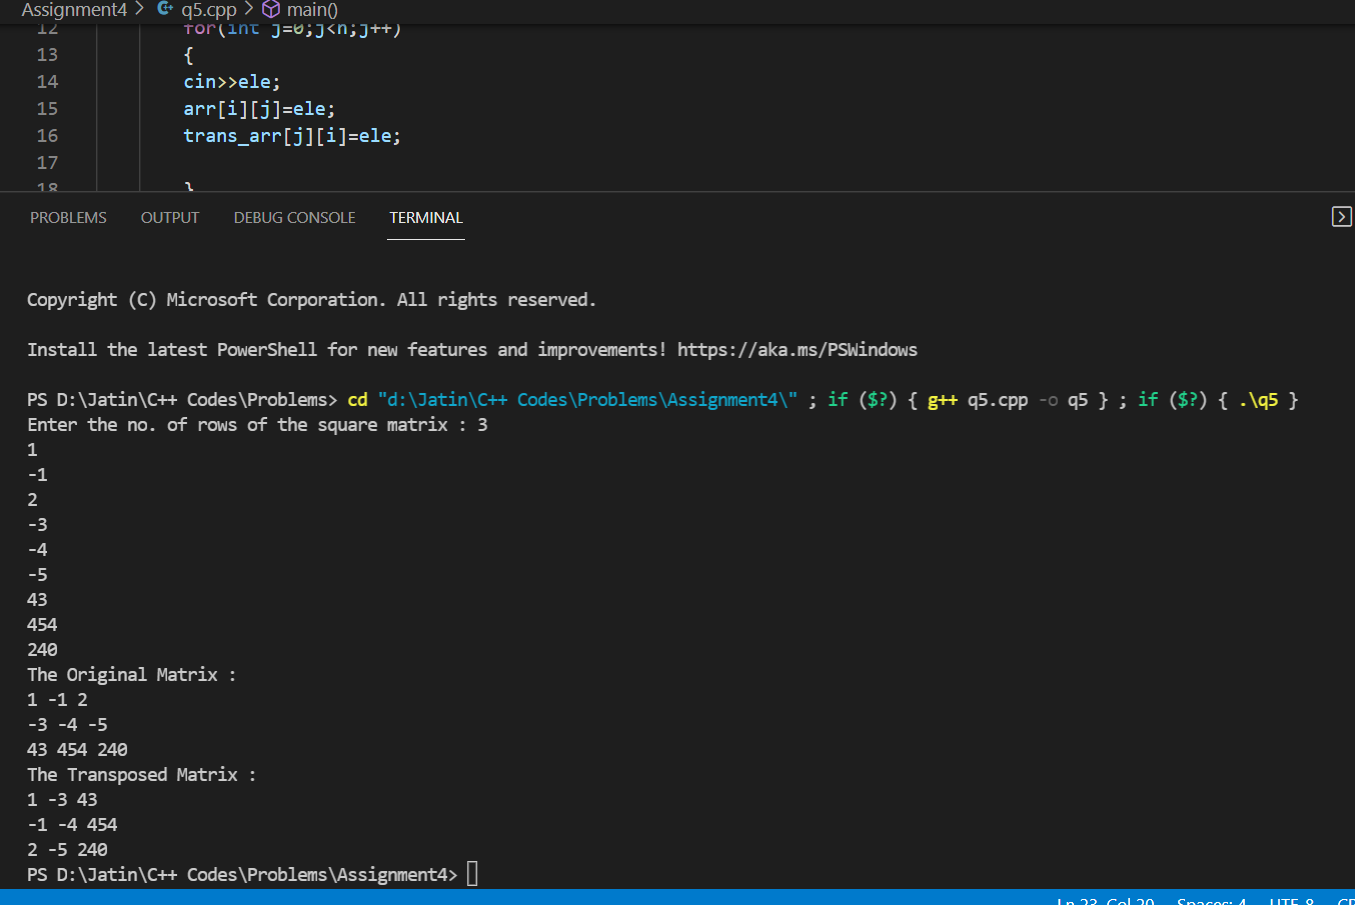 Assignment4 > q5.cpp > main()
12 for(int j=0;j<n;j++)
13 {
14 cin>>ele;
15 arr[i][j]=ele;
16 trans_arr[j][i]=ele;
17
18 }
PROBLEMS OUTPUT DEBUG CONSOLE TERMINAL
Copyright (C) Microsoft Corporation. All rights reserved.
Install the latest PowerShell for new features and improvements! https://aka.ms/PSWindows
PS D:\Jatin\C++ Codes\Problems> cd "d:\Jatin\C++ Codes\Problems\Assignment4\" ; if ($?) { g++ q5.cpp -o q5 } ; if ($?) { .\q5 }
Enter the no. of rows of the square matrix : 3
1
-1
2
-3
-4
-5
43
454
240
The Original Matrix :
1 -1 2
-3 -4 -5
43 454 240
The Transposed Matrix :
1 -3 43
-1 -4 454
2 -5 240
PS D:\Jatin\C++ Codes\Problems\Assignment4>
Ln 23, Col 20 Spaces: 4 UTF-8